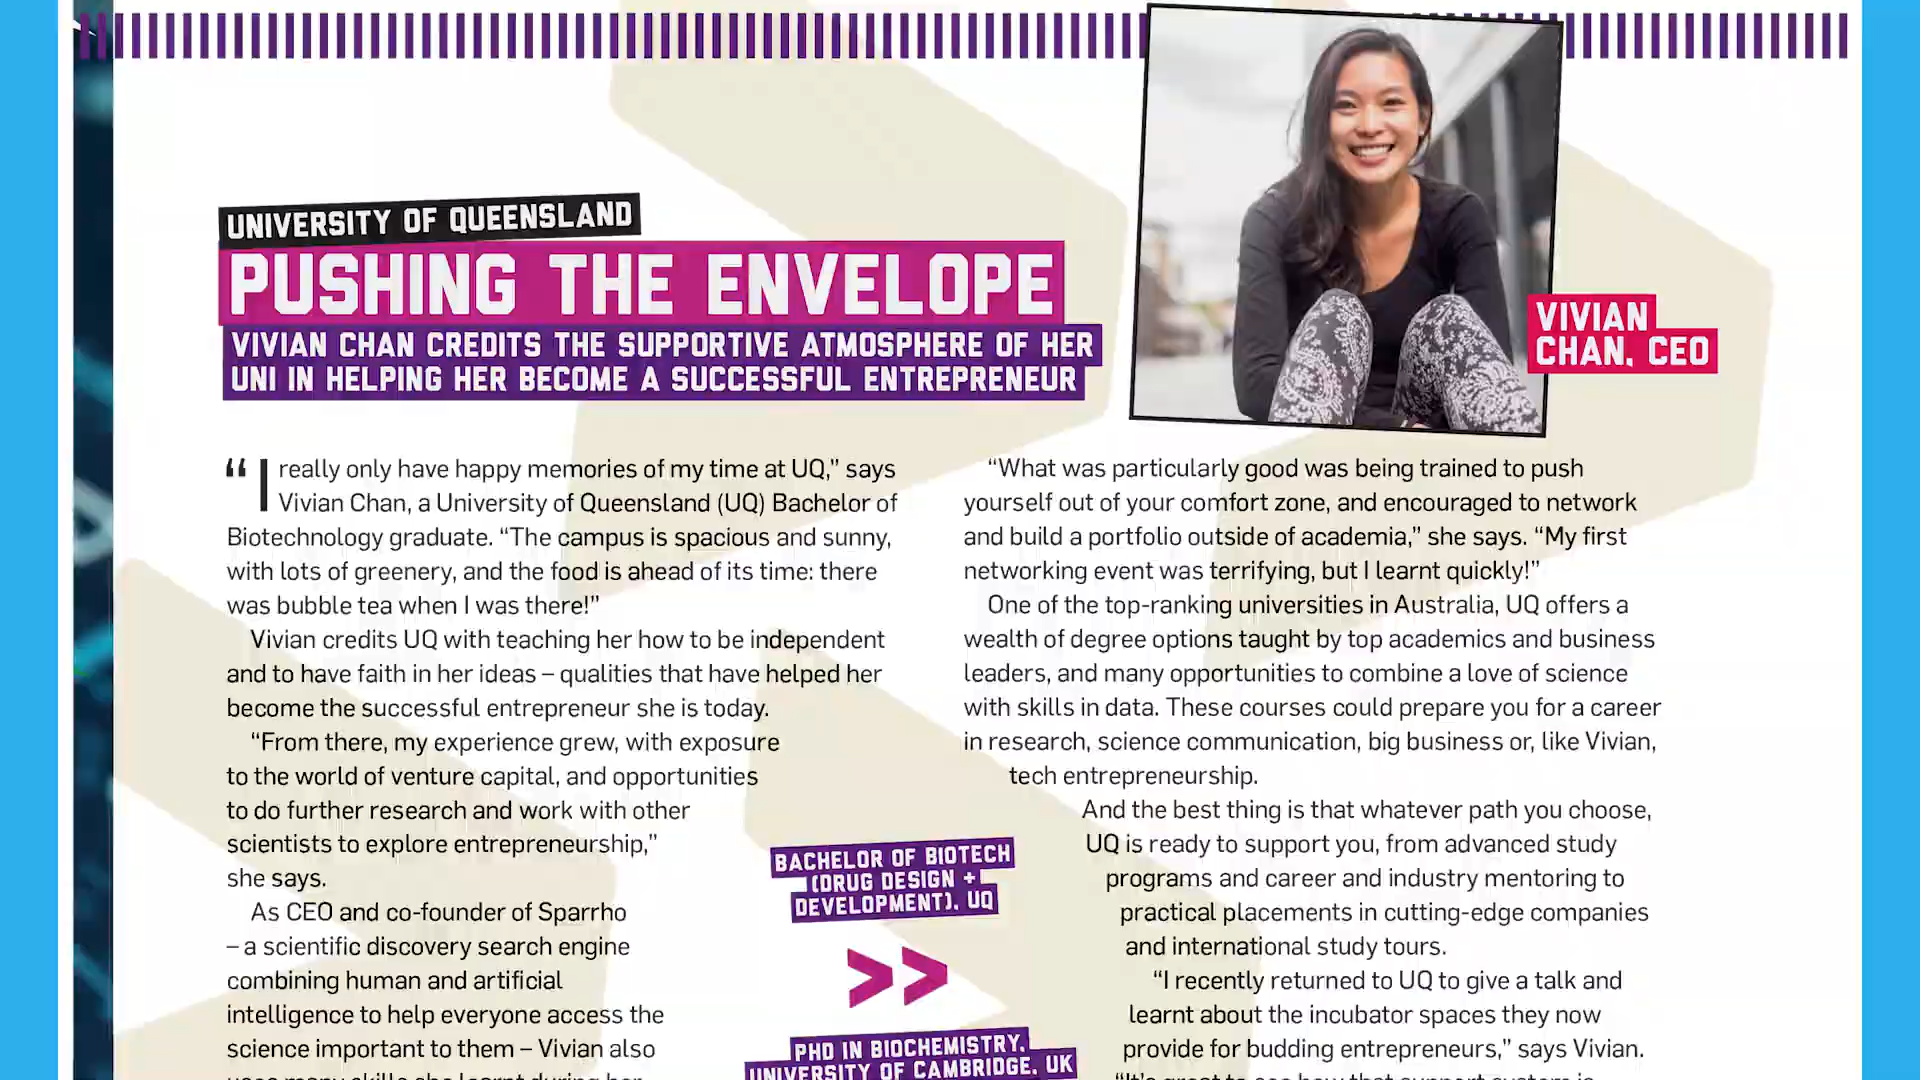 UNIVERSITY OF QUEENSLAND
PUSHING THE ENVELOPE
VIVIAN CHAN CREDITS THE SUPPORTIVE ATMOSPHERE OF HER
UNI IN HELPING HER BECOME A SUCCESSFUL ENTREPRENEUR
VIVIAN
CHAN, CEO
“I really only have happy memories of my time at UQ,” says
Vivian Chan, a University of Queensland (UQ) Bachelor of
Biotechnology graduate. “The campus is spacious and sunny,
with lots of greenery, and the food is ahead of its time: there
was bubble tea when I was there!”
Vivian credits UQ with teaching her how to be independent
and to have faith in her ideas – qualities that have helped her
become the successful entrepreneur she is today.
“From there, my experience grew, with exposure
to the world of venture capital, and opportunities
to do further research and work with other
scientists to explore entrepreneurship,”
she says.
As CEO and co-founder of Sparrho
– a scientific discovery search engine
combining human and artificial
intelligence to help everyone access the
science important to them – Vivian also
uses many skills she learnt during her
BACHELOR OF BIOTECH
(DRUG DESIGN +
DEVELOPMENT), UQ
>>
PHD IN BIOCHEMISTRY,
UNIVERSITY OF CAMBRIDGE, UK
“What was particularly good was being trained to push
yourself out of your comfort zone, and encouraged to network
and build a portfolio outside of academia,” she says. “My first
networking event was terrifying, but I learnt quickly!”
One of the top-ranking universities in Australia, UQ offers a
wealth of degree options taught by top academics and business
leaders, and many opportunities to combine a love of science
with skills in data. These courses could prepare you for a career
in research, science communication, big business or, like Vivian,
tech entrepreneurship.
And the best thing is that whatever path you choose,
UQ is ready to support you, from advanced study
programs and career and industry mentoring to
practical placements in cutting-edge companies
and international study tours.
“I recently returned to UQ to give a talk and
learnt about the incubator spaces they now
provide for budding entrepreneurs,” says Vivian.
“It’s great to see how that support system is